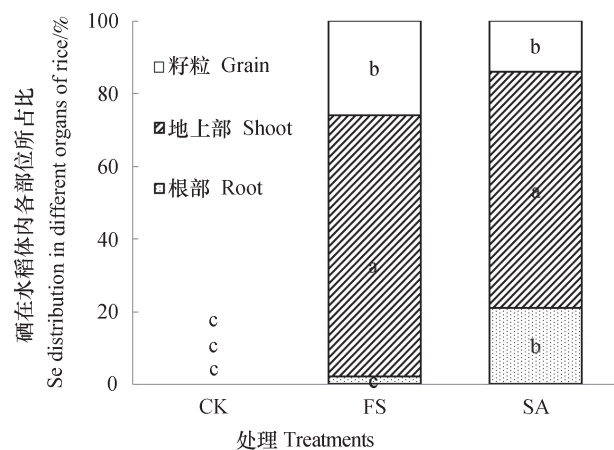 硒在水稻体内各部位所占比
Se distribution in different organs of rice/%
100
80
60
40
20
0
籽粒 Grain
地上部 Shoot
根部 Root
c
c
c
b
a
c
b
a
b
CK
FS
SA
处理 Treatments